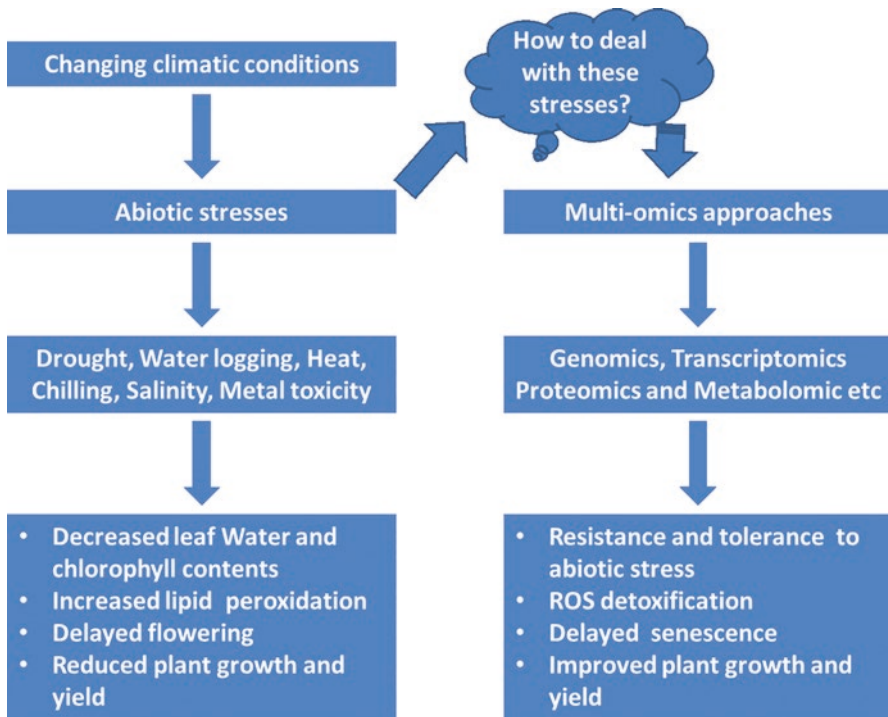 Changing climatic conditions
How to deal
with these
stresses?
Abiotic stresses
Multi-omics approaches
Drought, Water logging, Heat,
Chilling, Salinity, Metal toxicity
Genomics, Transcriptomics
Proteomics and Metabolomic etc
• Decreased leaf Water and
chlorophyll contents
• Increased lipid peroxidation
• Delayed flowering
• Reduced plant growth and
yield
• Resistance and tolerance to
abiotic stress
• ROS detoxification
• Delayed senescence
• Improved plant growth and
yield